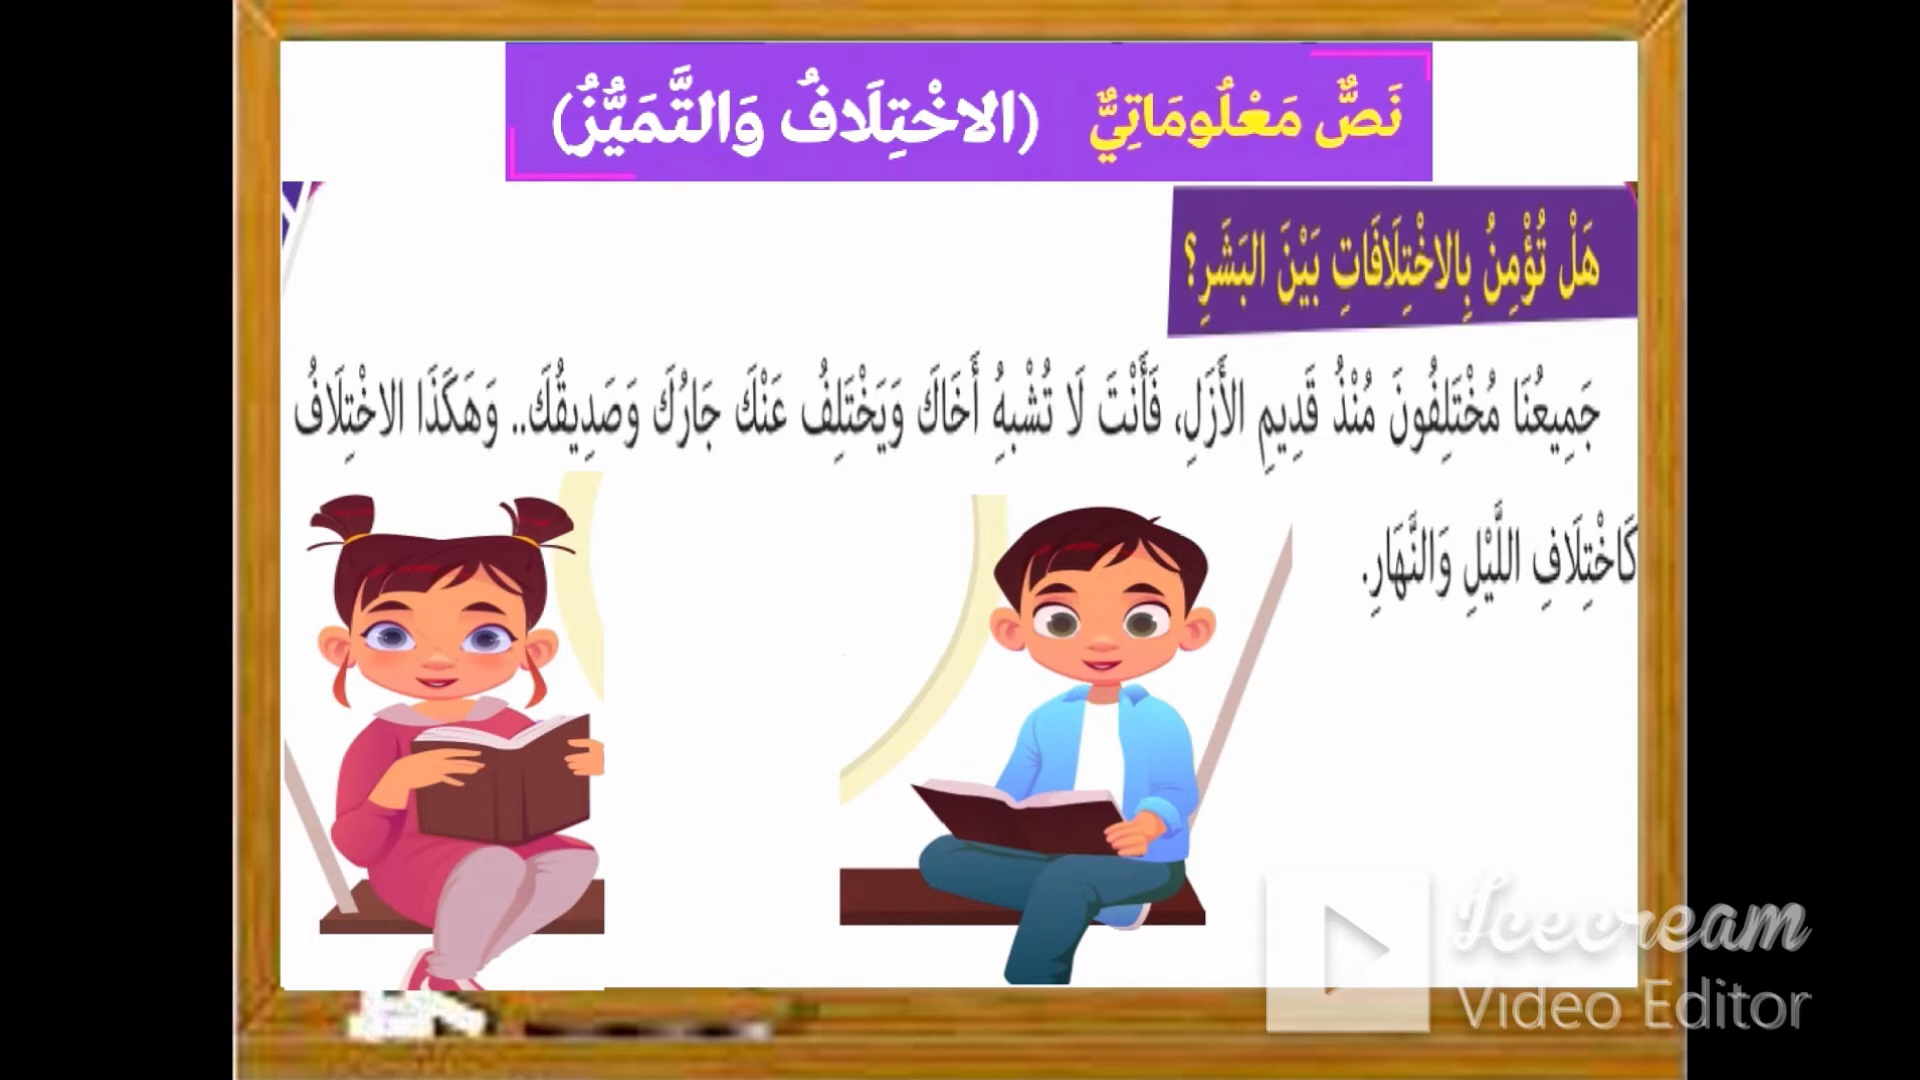 نَصٌّ مَعْلُومَاتِيٌّ (الاخْتِلَافُ وَالتَّمَيُّزُ)
هَلْ تُؤْمِنُ بِالاخْتِلَافَاتِ بَيْنَ البَشَرِ؟
جَمِيعُنَا مُخْتَلِفُونَ مُنْذُ قَدِيمِ الأَزَلِ، فَأَنْتَ لَا تُشْبِهُ أَخَاكَ وَيَخْتَلِفُ عَنْكَ جَارُكَ وَصَدِيقُكَ.. وَهَكَذَا الاخْتِلَافُ
كَاخْتِلَافِ اللَّيْلِ وَالنَّهَارِ.
Icecream
Video Editor